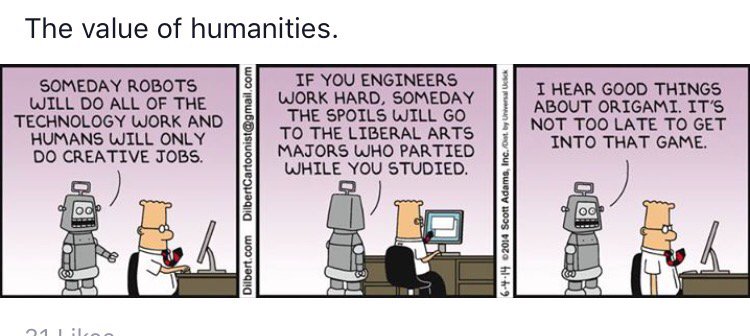 The value of humanities.
SOMEDAY ROBOTS
WILL DO ALL OF THE
TECHNOLOGY WORK AND
HUMANS WILL ONLY
DO CREATIVE JOBS.
Dilbert.com DilbertCartoonist@gmail.com
IF YOU ENGINEERS
WORK HARD, SOMEDAY
THE SPOILS WILL GO
TO THE LIBERAL ARTS
MAJORS WHO PARTIED
WHILE YOU STUDIED.
6-4-14 ©2014 Scott Adams, Inc. /Dist. by Universal Uclick
I HEAR GOOD THINGS
ABOUT ORIGAMI. IT'S
NOT TOO LATE TO GET
INTO THAT GAME.
21 Likes